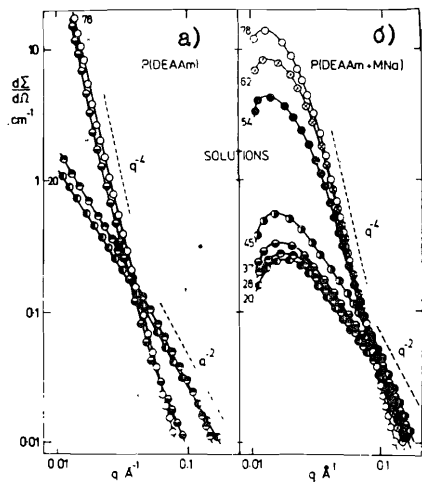 10
78
a)
P(DEAAm)
dΣ
dΩ
cm⁻¹
q⁻⁴
1
20
0·1
q⁻²
0·01
0·01 0·1
q Å⁻¹
SOLUTIONS
78
62
54
б)
P(DEAAm+MNa)
q⁻⁴
45
37
28
20
q⁻²
0·01 0·1
q Å⁻¹